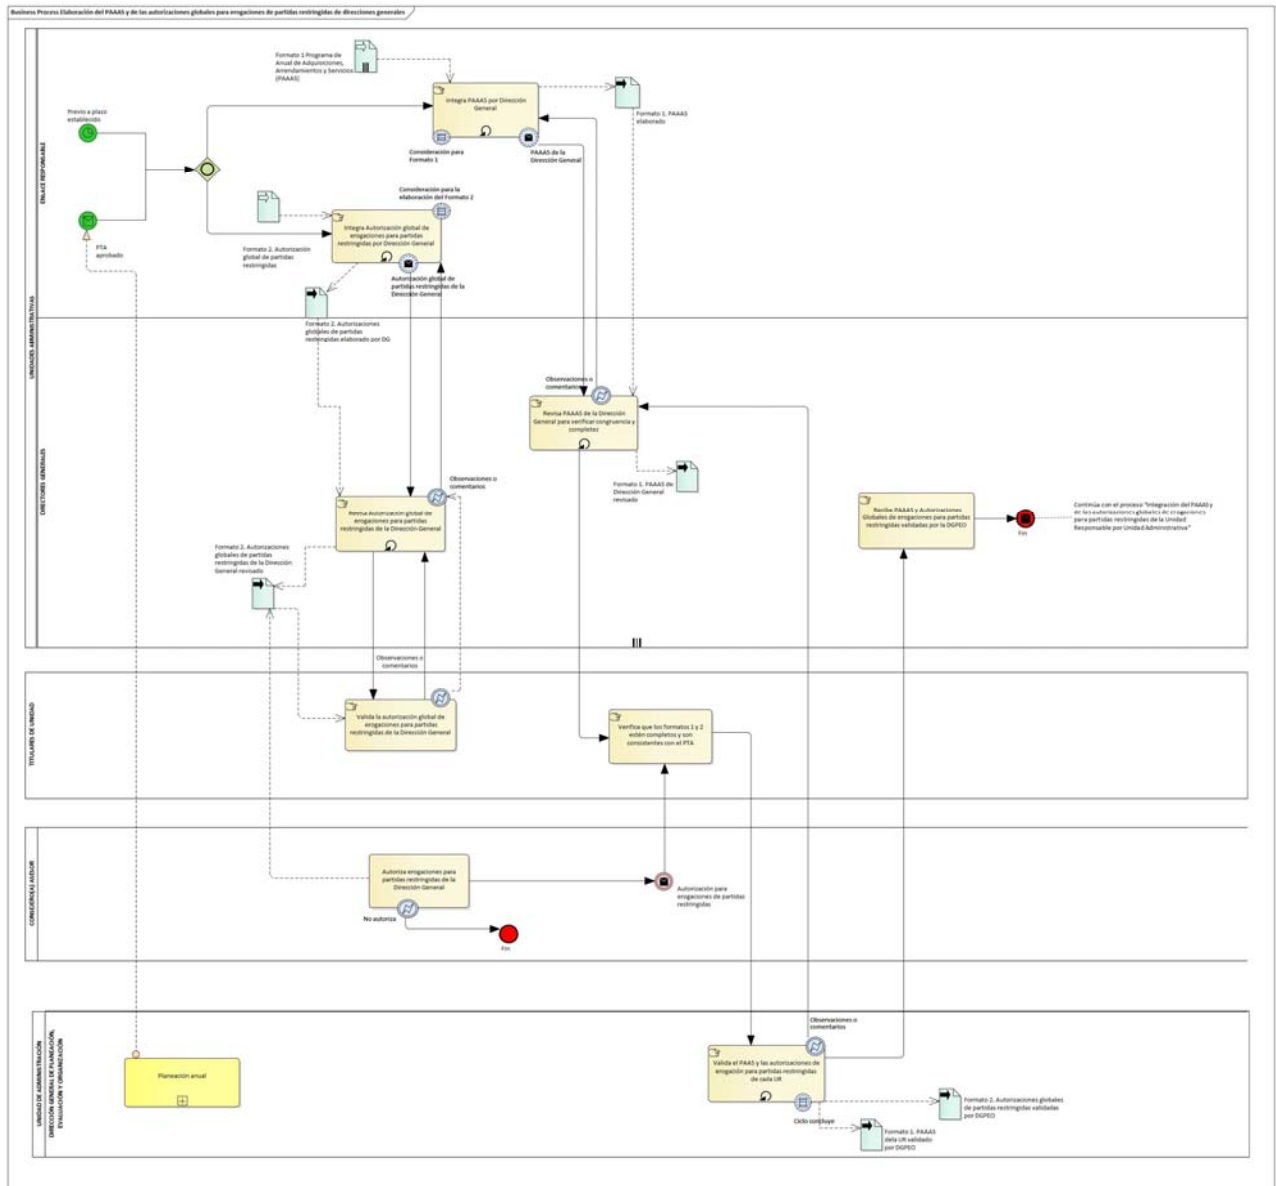 Business Process Elaboración del PAAAS y de las autorizaciones globales para erogaciones de partidas restringidas de direcciones generales
UNIDADES ADMINISTRATIVAS
ENLACE RESPONSABLE
Formato 1 Programa de
Anual de Adquisiciones,
Arrendamientos y Servicios
(PAAAS)
Integra PAAAS por Dirección
General
Formato 1. PAAAS
elaborado
Previo a plazo
establecido
Consideración para
Formato 1
PAAAS de la
Dirección General
Consideración para la
elaboración del Formato 2
Integra Autorización global de
erogaciones para partidas
restringidas por Dirección General
PTA
aprobado
Formato 2. Autorización
global de partidas
restringidas
Autorización global de
partidas restringidas de la
Dirección General
Formato 2. Autorizaciones
globales de partidas
restringidas elaborado por DG
DIRECTORES GENERALES
Observaciones o
comentarios
Revisa PAAAS de la Dirección
General para verificar congruencia y
completez
Formato 1. PAAAS de
Dirección General
revisado
Observaciones o
comentarios
Revisa Autorización global de
erogaciones para partidas
restringidas de la Dirección General
Recibe PAAAS y Autorizaciones
Globales de erogaciones para partidas
restringidas validadas por la DGPEO
Fin
Continúa con el proceso "Integración del PAAAS y
de las autorizaciones globales de erogaciones
para partidas restringidas de la Unidad
Responsable por Unidad Administrativa"
Formato 2. Autorizaciones
globales de partidas
restringidas de la Dirección
General revisado
TITULARES DE UNIDAD
Observaciones o
comentarios
Valida la autorización global de
erogaciones para partidas
restringidas de la Dirección General
Verifica que los formatos 1 y 2
estén completos y son
consistentes con el PTA
CONSEJERO(A) ASESOR
Autoriza erogaciones para
partidas restringidas de la
Dirección General
Autorización para
erogaciones de partidas
restringidas
No autoriza
Fin
UNIDAD DE ADMINISTRACIÓN
DIRECCIÓN GENERAL DE PLANEACIÓN,
EVALUACIÓN Y ORGANIZACIÓN
Planeación anual
Observaciones o
comentarios
Valida el PAAS y las autorizaciones de
erogación para partidas restringidas
de cada UR
Ciclo concluye
Formato 2. Autorizaciones globales
de partidas restringidas validadas
por DGPEO
Formato 1. PAAAS
dela UR validado
por DGPEO